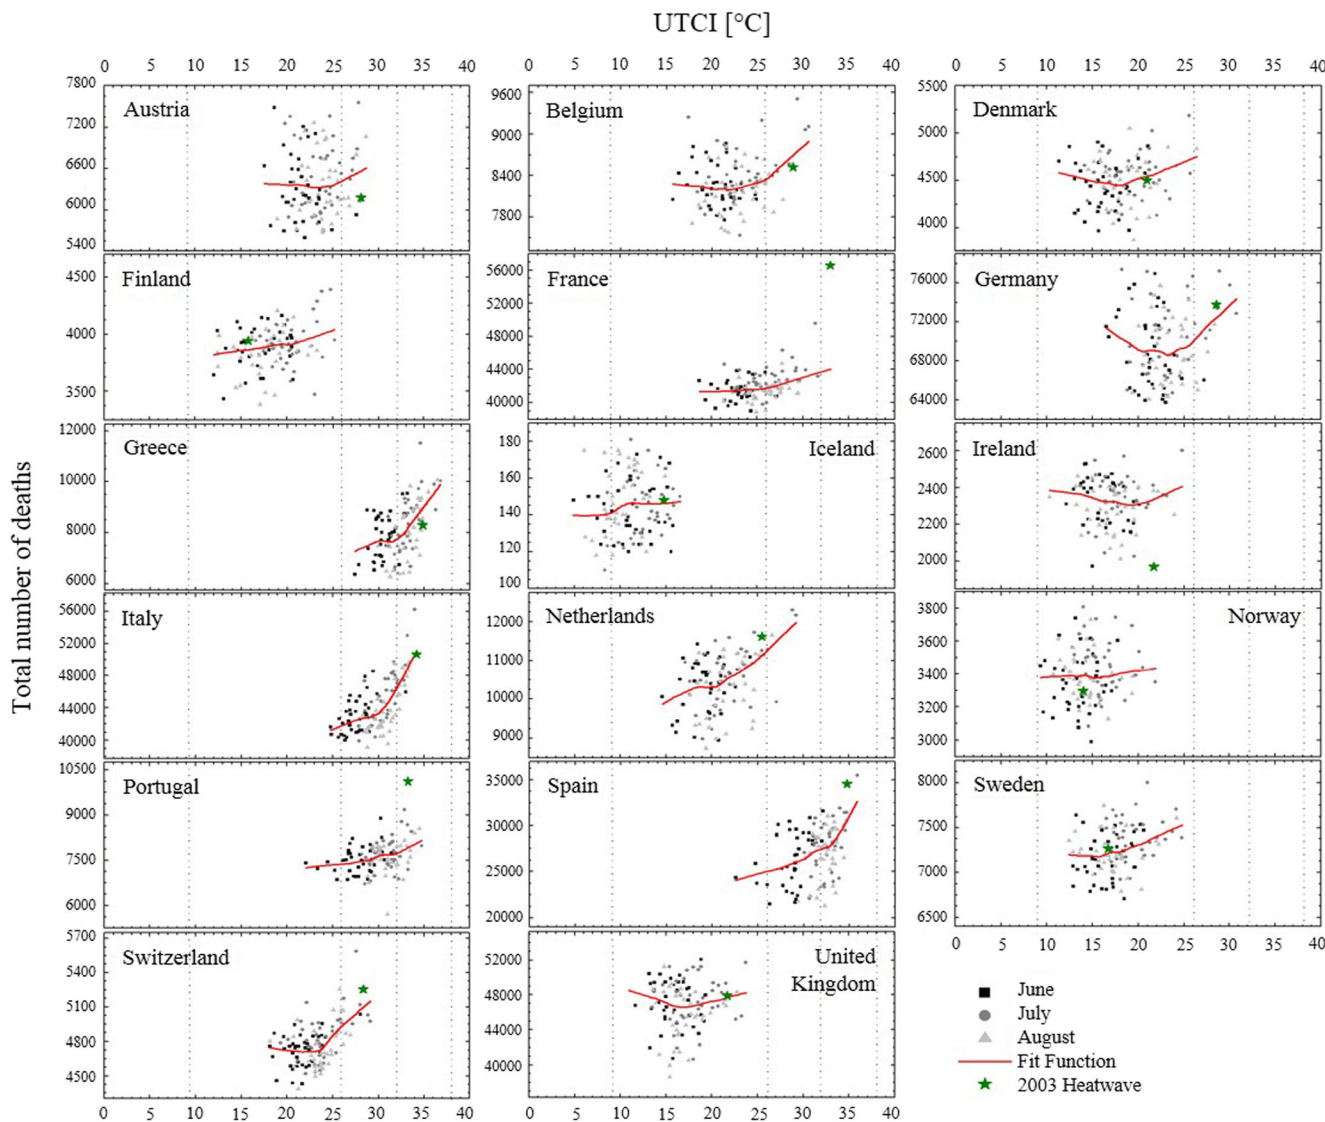 UTCI [°C]
0 5 10 15 20 25 30 35 40 0 5 10 15 20 25 30 35 40 0 5 10 15 20 25 30 35 40
Total number of deaths
Austria
7800
7200
6600
6000
5400
Belgium
9600
9000
8400
7800
Denmark
5500
5000
4500
4000
Finland
4500
4000
3500
France
56000
52000
48000
44000
40000
Germany
76000
72000
68000
64000
Greece
12000
10000
8000
6000
Iceland
180
160
140
120
100
Ireland
2600
2400
2200
2000
Italy
56000
52000
48000
44000
40000
Netherlands
12000
11000
10000
9000
Norway
3800
3600
3400
3200
3000
Portugal
10500
9000
7500
6000
Spain
35000
30000
25000
20000
Sweden
8000
7500
7000
6500
0 5 10 15 20 25 30 35 40
Switzerland
5700
5400
5100
4800
4500
United
Kingdom
52000
48000
44000
40000
June
July
August
Fit Function
2003 Heatwave
0 5 10 15 20 25 30 35 40 0 5 10 15 20 25 30 35 40